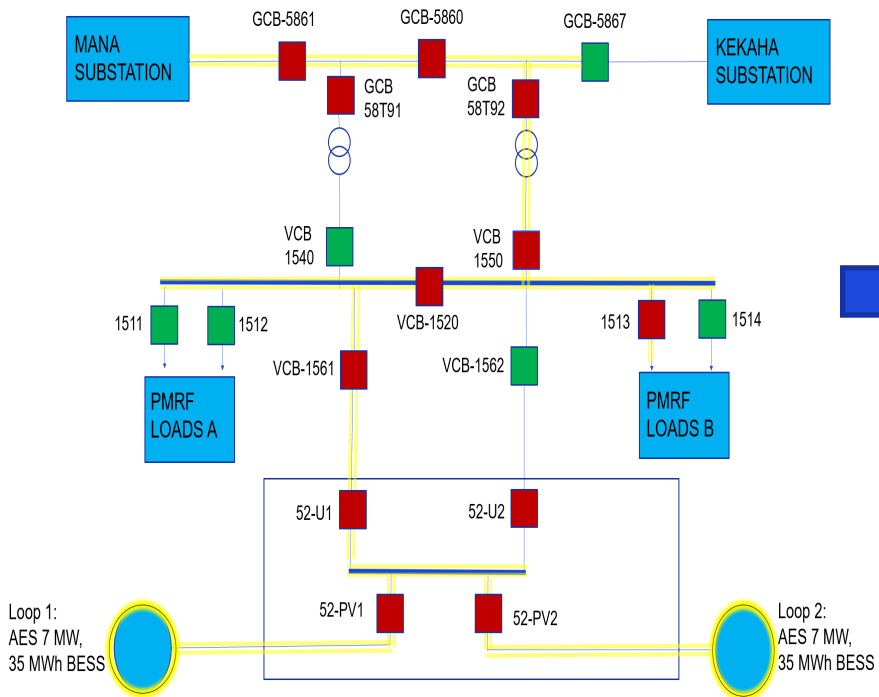 GCB-5861
GCB-5860
GCB-5867
MANA
SUBSTATION
KEKAHA
SUBSTATION
GCB
58T91
GCB
58T92
VCB
1540
VCB
1550
1511
1512
VCB-1520
1513
1514
VCB-1561
VCB-1562
PMRF
LOADS A
PMRF
LOADS B
52-U1
52-U2
52-PV1
52-PV2
Loop 1:
AES 7 MW,
35 MWh BESS
Loop 2:
AES 7 MW,
35 MWh BESS